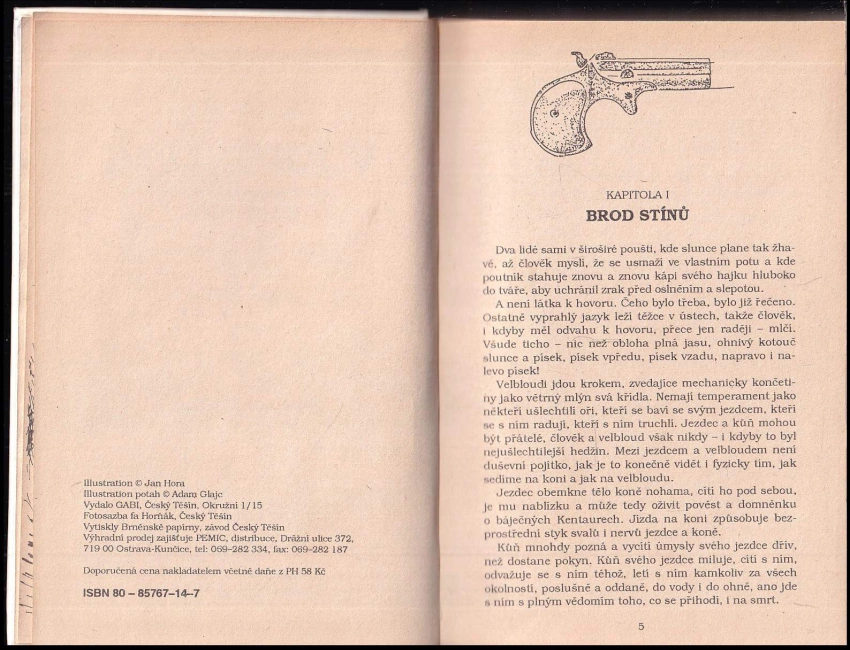 Illustration © Jan Hora
Illustration potah © Adam Glajc
Vydalo GABI, Český Těšín, Okružní 1/15
Fotosazba fa Horňák, Český Těšín
Vytiskly Brněnské papírny, závod Český Těšín
Výhradní prodej zajišťuje PEMIC, distribuce, Drážní ulice 372,
719 00 Ostrava-Kunčice, tel: 069-282 334, fax: 069-282 187
Doporučená cena nakladatelem včetně daňe z PH 58 Kč
ISBN 80 – 85767-14--7
KAPITOLA I
BROD STÍNŮ
Dva lidé sami v široširé poušti, kde slunce plane tak žha-
vě, až člověk myslí, že se usmaží ve vlastním potu a kde
poutník stahuje znovu a znovu kápi svého hajku hluboko
do tváře, aby uchránil zrak před oslněním a slepotou.
A není látka k hovoru. Čeho bylo třeba, bylo již řečeno.
Ostatně vyprahlý jazyk leží těžce v ústech, takže člověk,
i kdyby měl odvahu k hovoru, přece jen raději – mlčí.
Všude ticho – nic než obloha plná jasu, ohnivý kotouč
slunce a písek, písek vpředu, písek vzadu, napravo i na-
levo písek!
Velbloudi jdou krokem, zvedajíce mechanicky končeti-
ny jako větrný mlýn svá křídla. Nemají temperament jako
někteří ušlechtilí oři, kteří se baví se svým jezdcem, kteří
se s ním radují, kteří s ním truchlí. Jezdec a kůň mohou
být přátelé, člověk a velbloud však nikdy – i kdyby to byl
nejušlechtilejší hedžin. Mezi jezdcem a velbloudem není
duševní pojítko, jak je to konečně vidět i fyzicky tím, jak
sedíme na koni a jak na velbloudu.
Jezdec obemkne tělo koně nohama, cítí ho pod sebou,
je mu nablízku a může tedy oživit pověst a domněnku
o báječných Kentaurech. Jízda na koni způsobuje bez-
prostřední styk svalů i nervů jezdce a koně.
Kůň mnohdy pozná a vycítí úmysly svého jezdce dřív,
než dostane pokyn. Kůň svého jezdce miluje, cítí s ním,
odvažuje se s ním téhož, letí s ním kamkoliv za všech
okolností, poslušně a oddaně, do vody i do ohně, ano jde
s ním s plným vědomím toho, co se přihodí, i na smrt.
5